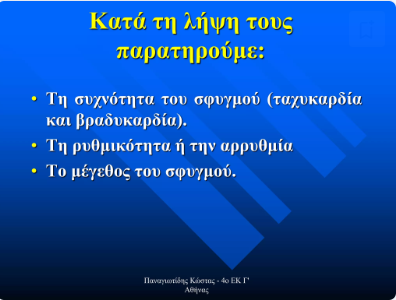 Κατά τη λήψη τους
παρατηρούμε:
• Τη συχνότητα του σφυγμού (ταχυκαρδία
και βραδυκαρδία).
• Τη ρυθμικότητα ή την αρρυθμία
• Το μέγεθος του σφυγμού.
Παναγιωτίδης Κώστας - 4ο ΕΚ Γ'
Αθήνας